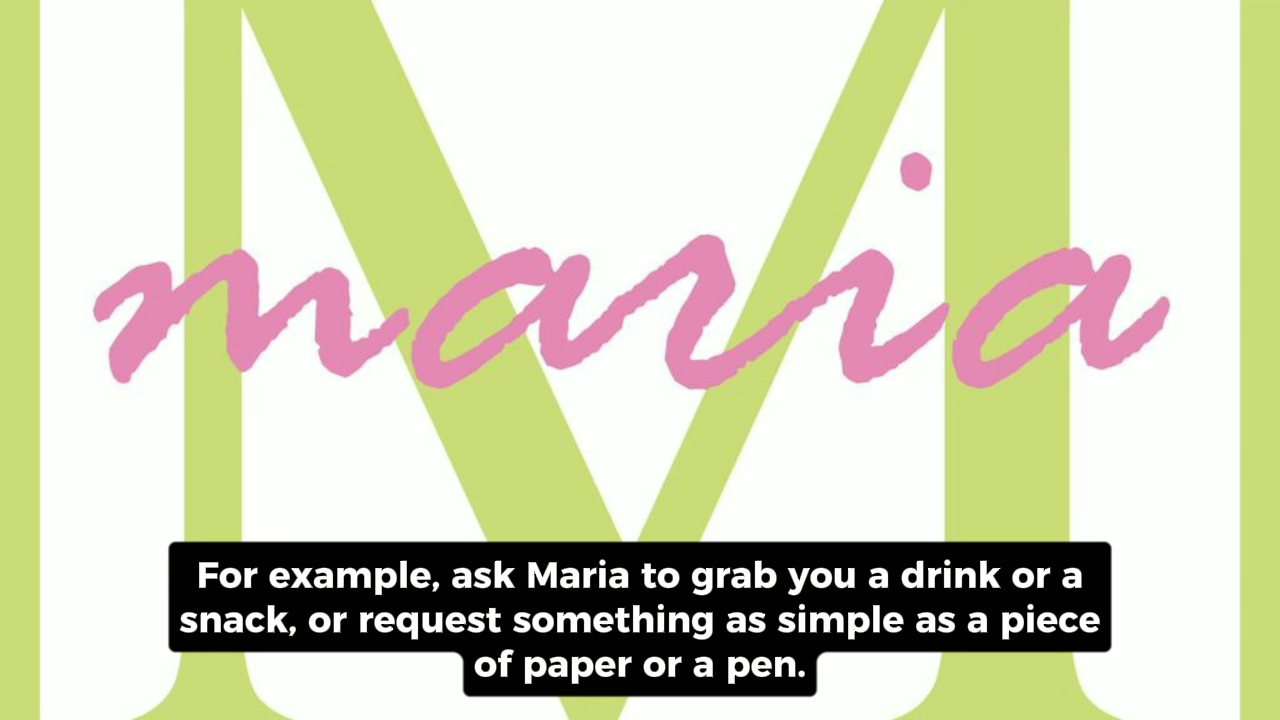 M
maria
For example, ask Maria to grab you a drink or a
snack, or request something as simple as a piece
of paper or a pen.